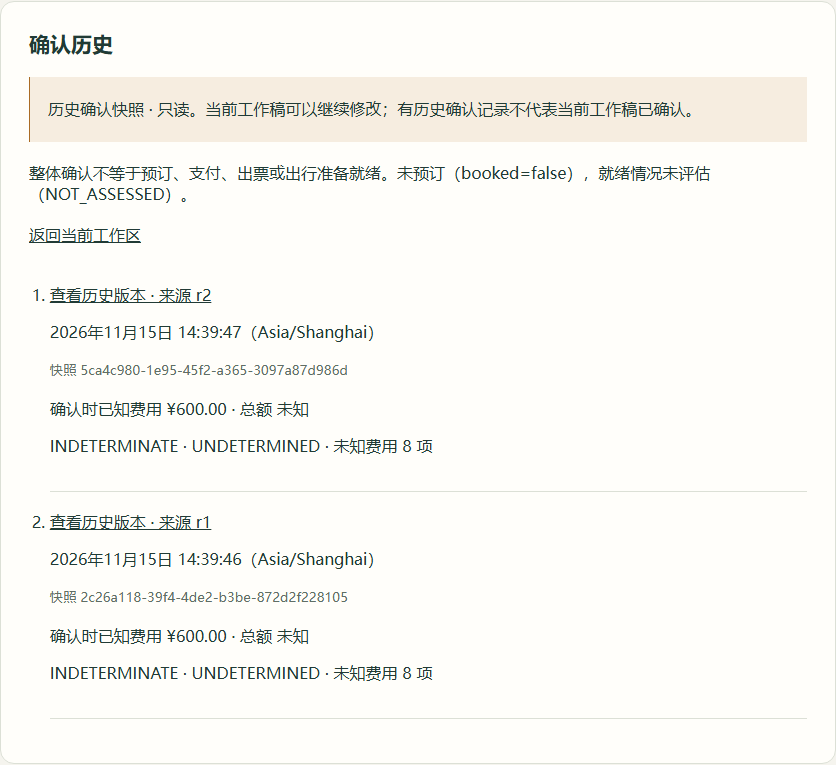 确认历史
历史确认快照 · 只读。当前工作稿可以继续修改；有历史确认记录不代表当前工作稿已确认。
整体确认不等于预订、支付、出票或出行准备就绪。未预订（booked=false），就绪情况未评估
（NOT_ASSESSED）。
返回当前工作区
1. 查看历史版本 · 来源 r2
2026年11月15日 14:39:47（Asia/Shanghai）
快照 5ca4c980-1e95-45f2-a365-3097a87d986d
确认时已知费用 ¥600.00 · 总额 未知
INDETERMINATE · UNDETERMINED · 未知费用 8 项
2. 查看历史版本 · 来源 r1
2026年11月15日 14:39:46（Asia/Shanghai）
快照 2c26a118-39f4-4de2-b3be-872d2f228105
确认时已知费用 ¥600.00 · 总额 未知
INDETERMINATE · UNDETERMINED · 未知费用 8 项